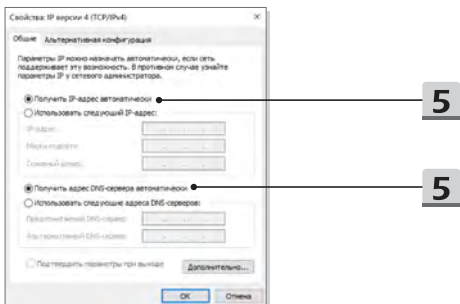 Свойства: IP версии 4 (TCP/IPv4)
Общие Альтернативная конфигурация
Параметры IP можно назначать автоматически, если сеть
поддерживает эту возможность. В противном случае узнайте
параметры IP у сетевого администратора.
Получить IP-адрес автоматически
5
Использовать следующий IP-адрес:
IP-адрес:
Маска подсети:
Основной шлюз:
Получить адрес DNS-сервера автоматически
5
Использовать следующие адреса DNS-серверов:
Предпочитаемый DNS-сервер:
Альтернативный DNS-сервер:
Подтвердить параметры при выходе
Дополнительно...
OK Отмена